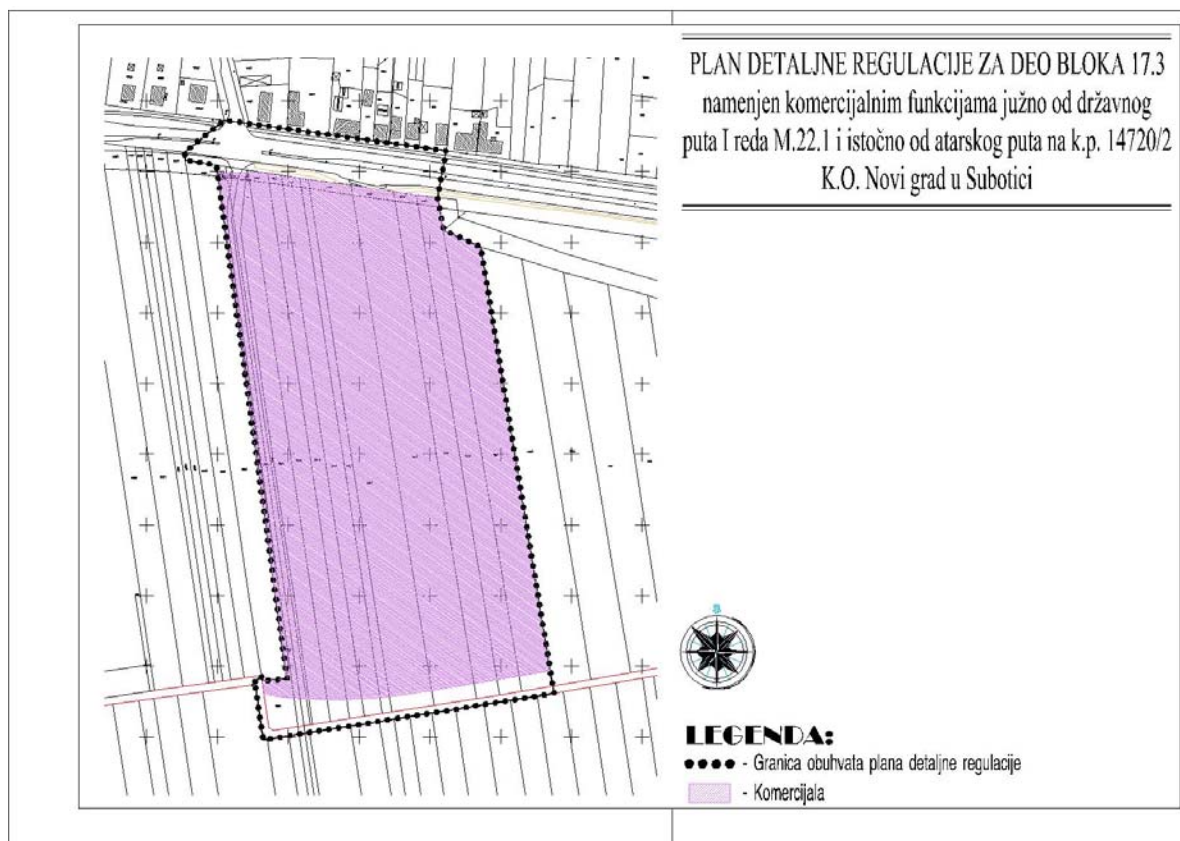 PLAN DETALJNE REGULACIJE ZA DEO BLOKA 17.3
namenjen komercijalnim funkcijama južno od državnog
puta I reda M.22.1 i istočno od atarskog puta na k.p. 14720/2
K.O. Novi grad u Subotici
LEGENDA:
- Granica obuhvata plana detaljne regulacije
- Komercijala